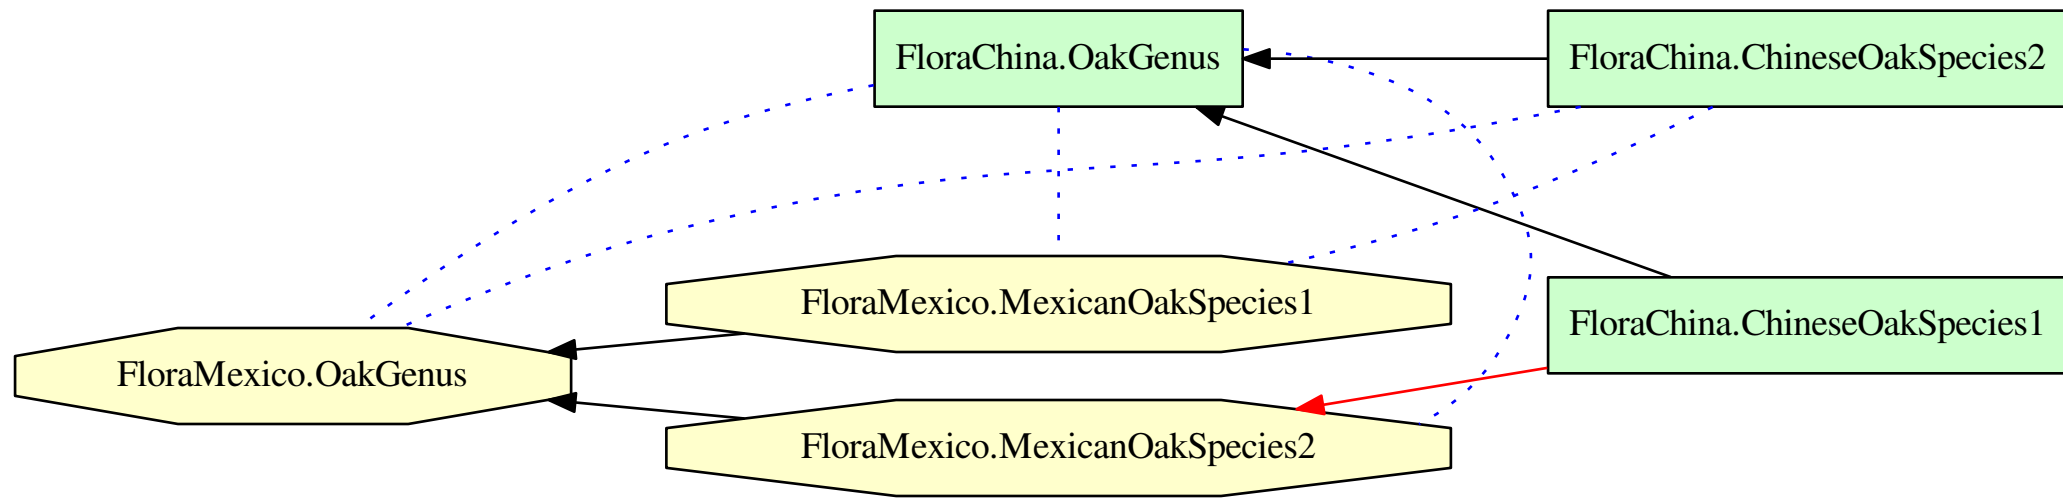 FloraChina.OakGenus
FloraChina.ChineseOakSpecies2
FloraMexico.MexicanOakSpecies1
FloraChina.ChineseOakSpecies1
FloraMexico.OakGenus
FloraMexico.MexicanOakSpecies2